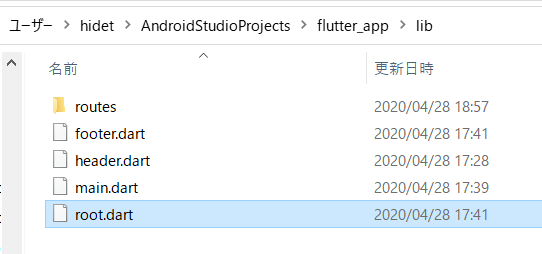 ユーザー > hidet > AndroidStudioProjects > flutter_app > lib
名前 更新日時
routes 2020/04/28 18:57
footer.dart 2020/04/28 17:41
header.dart 2020/04/28 17:28
main.dart 2020/04/28 17:39
root.dart 2020/04/28 17:41